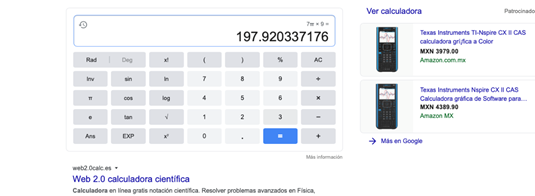 7π × 9 =
197.920337176
Rad | Deg x! ( ) % AC
Inv sin ln 7 8 9 ÷
π cos log 4 5 6 ×
e tan √ 1 2 3 −
Ans EXP xʸ 0 . = +
Más información
web2.0calc.es
Web 2.0 calculadora científica
Calculadora en línea gratis notación científica. Resolver problemas avanzados en Física,
Ver calculadora
Patrocinado
Texas Instruments TI-Nspire CX II CAS
calculadora gráfica a Color
MXN 3979.00
Amazon.com.mx
Texas Instruments Nspire CX II CAS
Calculadora gráfica de Software para...
MXN 4389.90
Amazon MX
Más en Google